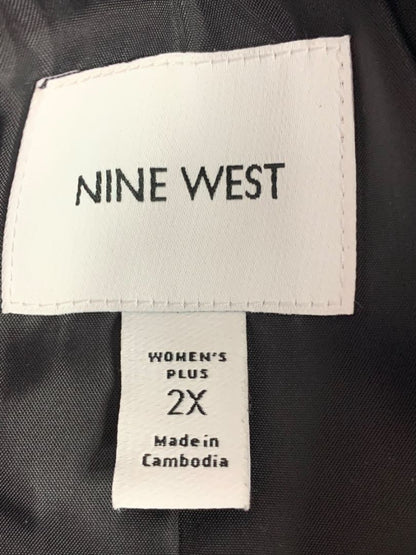 NINE WEST
WOMEN'S
PLUS
2X
Made in
Cambodia